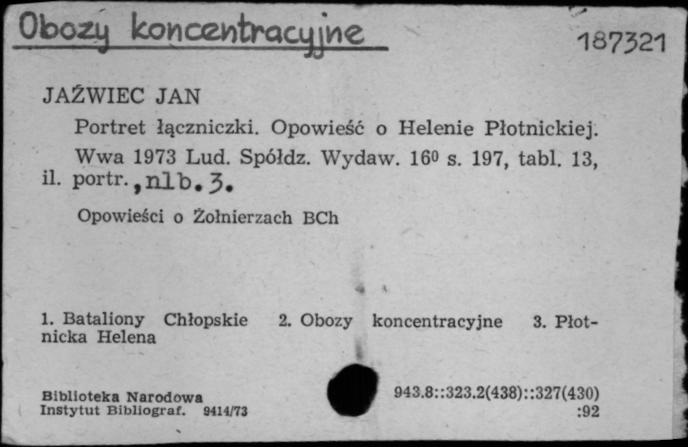 Obozy koncentracyjne
187321
JAŹWIEC JAN
Portret łączniczki. Opowieść o Helenie Płotnickiej.
Wwa 1973 Lud. Spółdz. Wydaw. 16⁰ s. 197, tabl. 13,
il. portr., nlb. 3.
Opowieści o Żołnierzach BCh
1. Bataliony Chłopskie 2. Obozy koncentracyjne 3. Płot-
nicka Helena
Biblioteka Narodowa
Instytut Bibliograf. 9414/73
943.8::323.2(438)::327(430)
:92